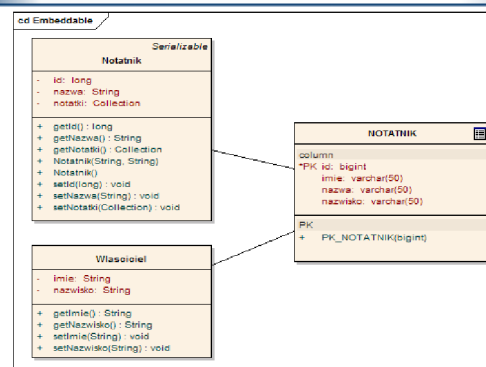 cd Embeddable
Serializable
Notatnik
- id: long
- nazwa: String
- notatki: Collection
+ getId() : long
+ getNazwa() : String
+ getNotatki() : Collection
+ Notatnik(String, String)
+ Notatnik()
+ setId(long) : void
+ setNazwa(String) : void
+ setNotatki(Collection) : void
NOTATNIK
column
*PK id: bigint
imie: varchar(50)
nazwa: varchar(50)
nazwisko: varchar(50)
PK
+ PK_NOTATNIK(bigint)
Wlasciciel
- imie: String
- nazwisko: String
+ getImie() : String
+ getNazwisko() : String
+ setImie(String) : void
+ setNazwisko(String) : void